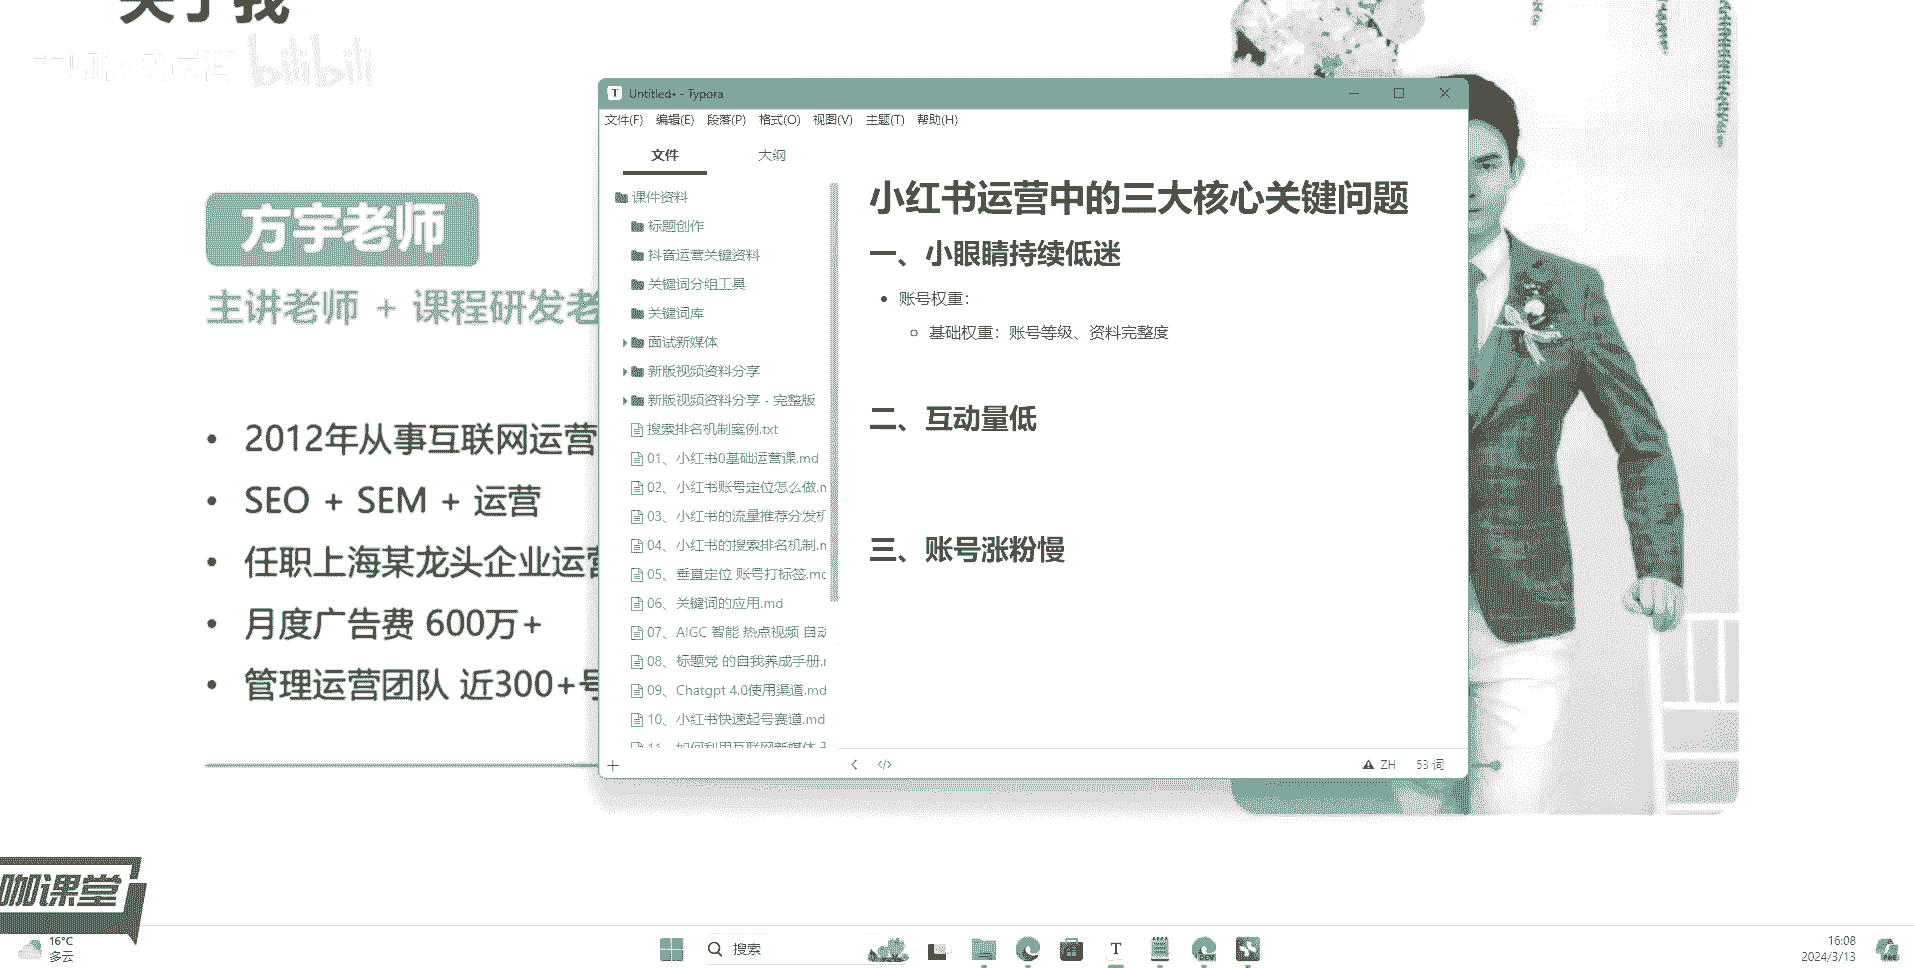 关于我
bilibili
方宇老师
主讲老师 + 课程研发老
• 2012年从事互联网运营
• SEO + SEM + 运营
• 任职上海某龙头企业运营
• 月度广告费 600万+
• 管理运营团队 近300+号
Untitled• - Typora
文件(F) 编辑(E) 段落(P) 格式(O) 视图(V) 主题(T) 帮助(H)
文件 大纲
课件资料
标题创作
抖音运营关键资料
关键词分组工具
关键词库
面试新媒体
新版视频资料分享
新版视频资料分享 - 完整版
搜索排名机制案例.txt
01、小红书0基础运营课.md
02、小红书账号定位怎么做.m
03、小红书的流量推荐分发机
04、小红书的搜索排名机制.m
05、垂直定位 账号打标签.md
06、关键词的应用.md
07、AIGC 智能 热点视频 自动
08、标题党 的自我养成手册.m
09、Chatgpt 4.0使用渠道.md
10、小红书快速起号赛道.md
11、如何利用互联网新媒体
小红书运营中的三大核心关键问题
一、小眼睛持续低迷
• 账号权重：
○ 基础权重：账号等级、资料完整度
二、互动量低
三、账号涨粉慢
ZH 53 词
咖课堂
16°C
多云
搜索
T
DEV
16:08
2024/3/13
PRE